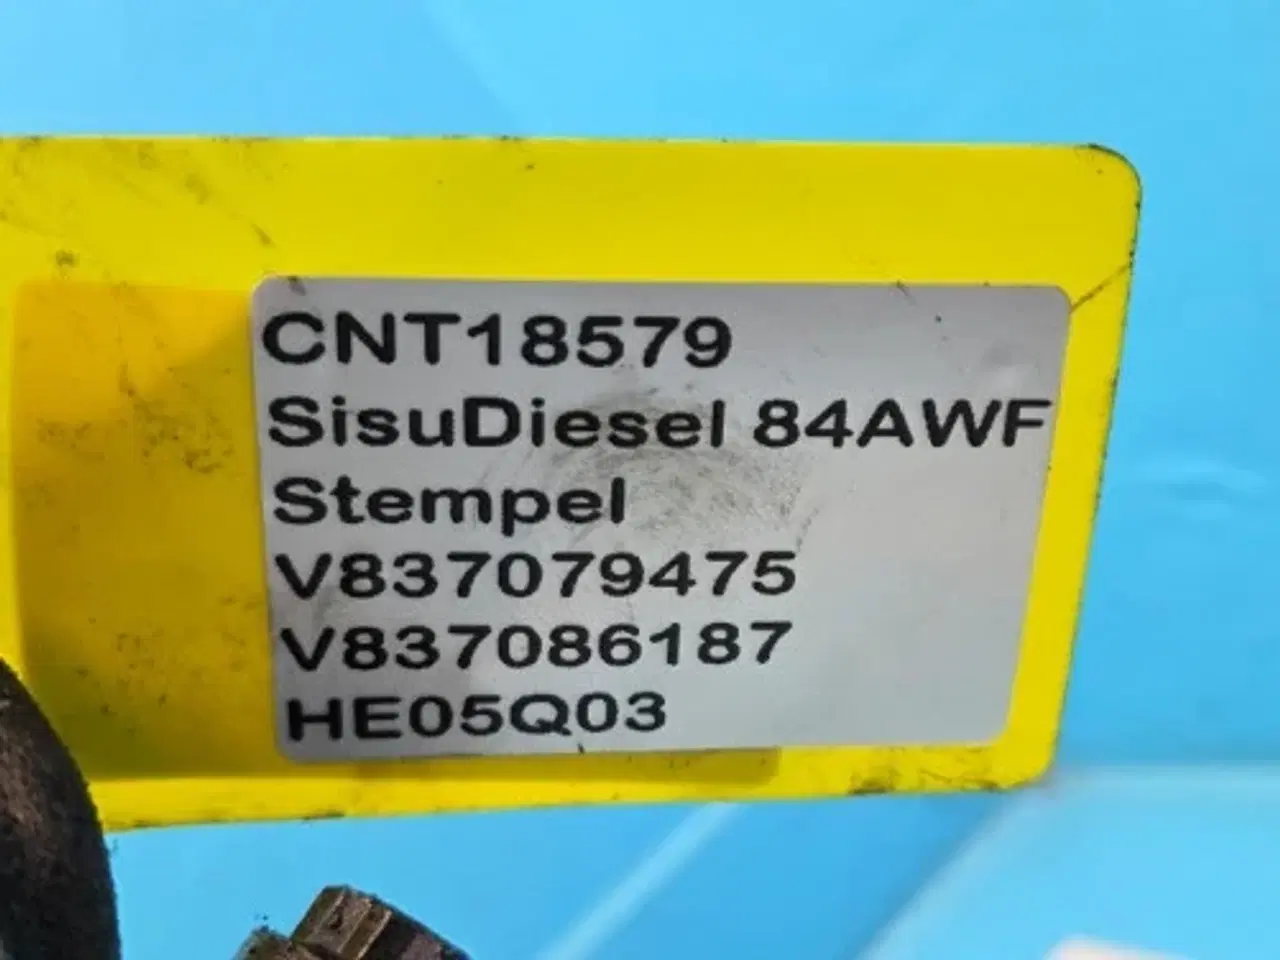 CNT18579
SisuDiesel 84AWF
Stempel
V837079475
V837086187
HE05Q03